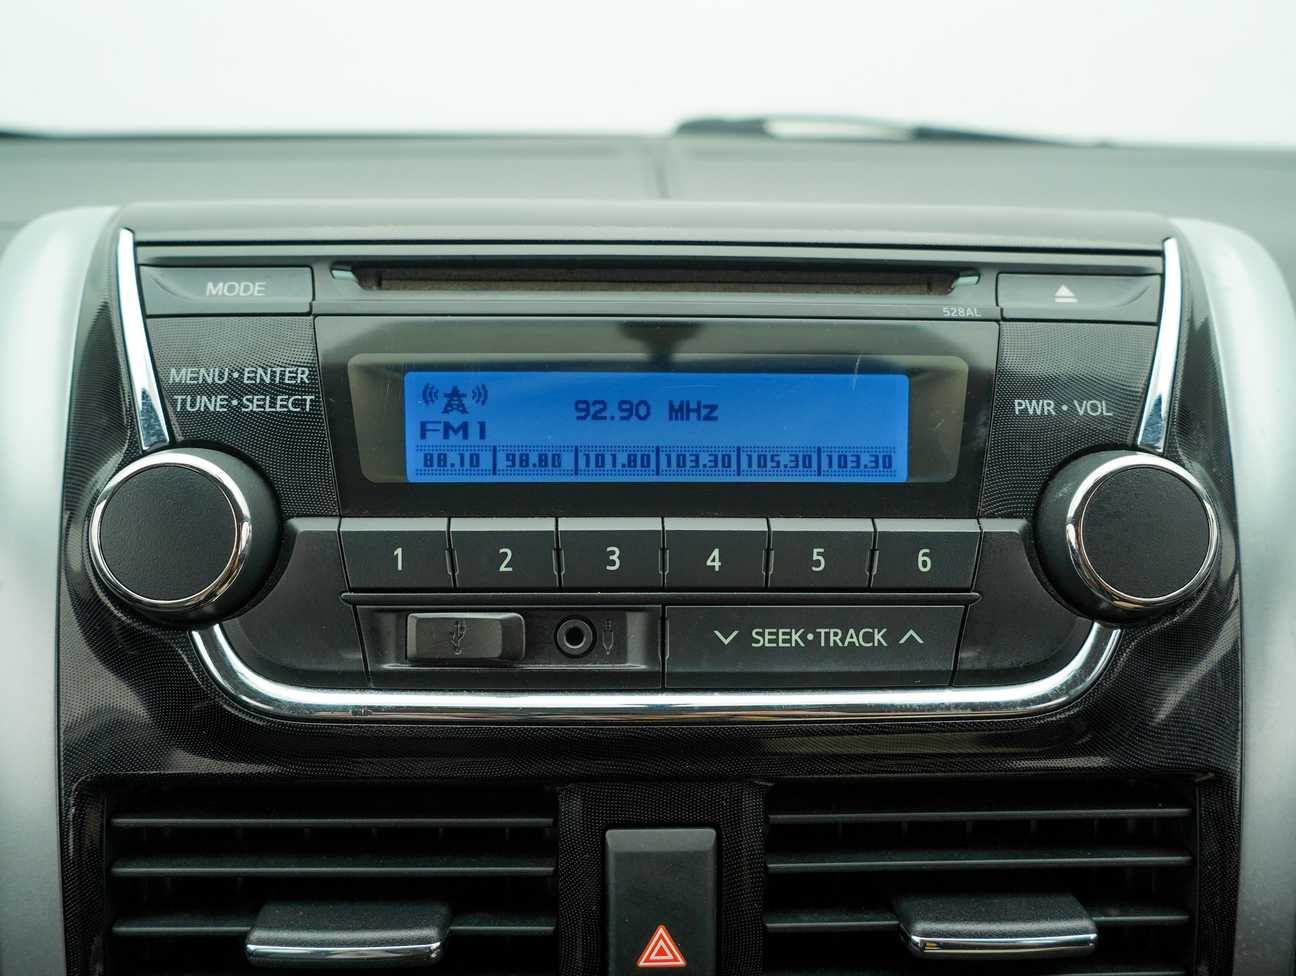 MODE
528AL
MENU•ENTER
TUNE•SELECT
PWR•VOL
92.90 MHz
FM1
88.10 98.80 101.80 103.30 105.30 103.30
1 2 3 4 5 6
SEEK•TRACK